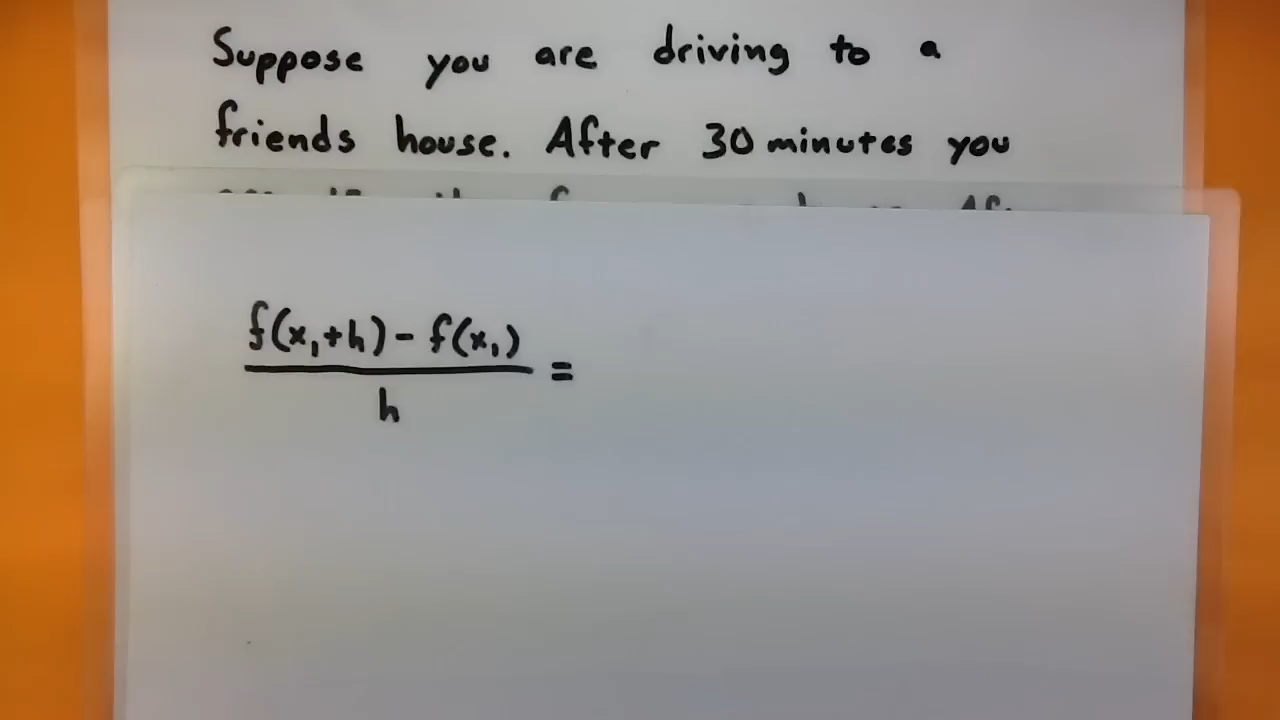 Suppose you are driving to a
friends house. After 30 minutes you
f(x₁+h) - f(x₁)
h
=